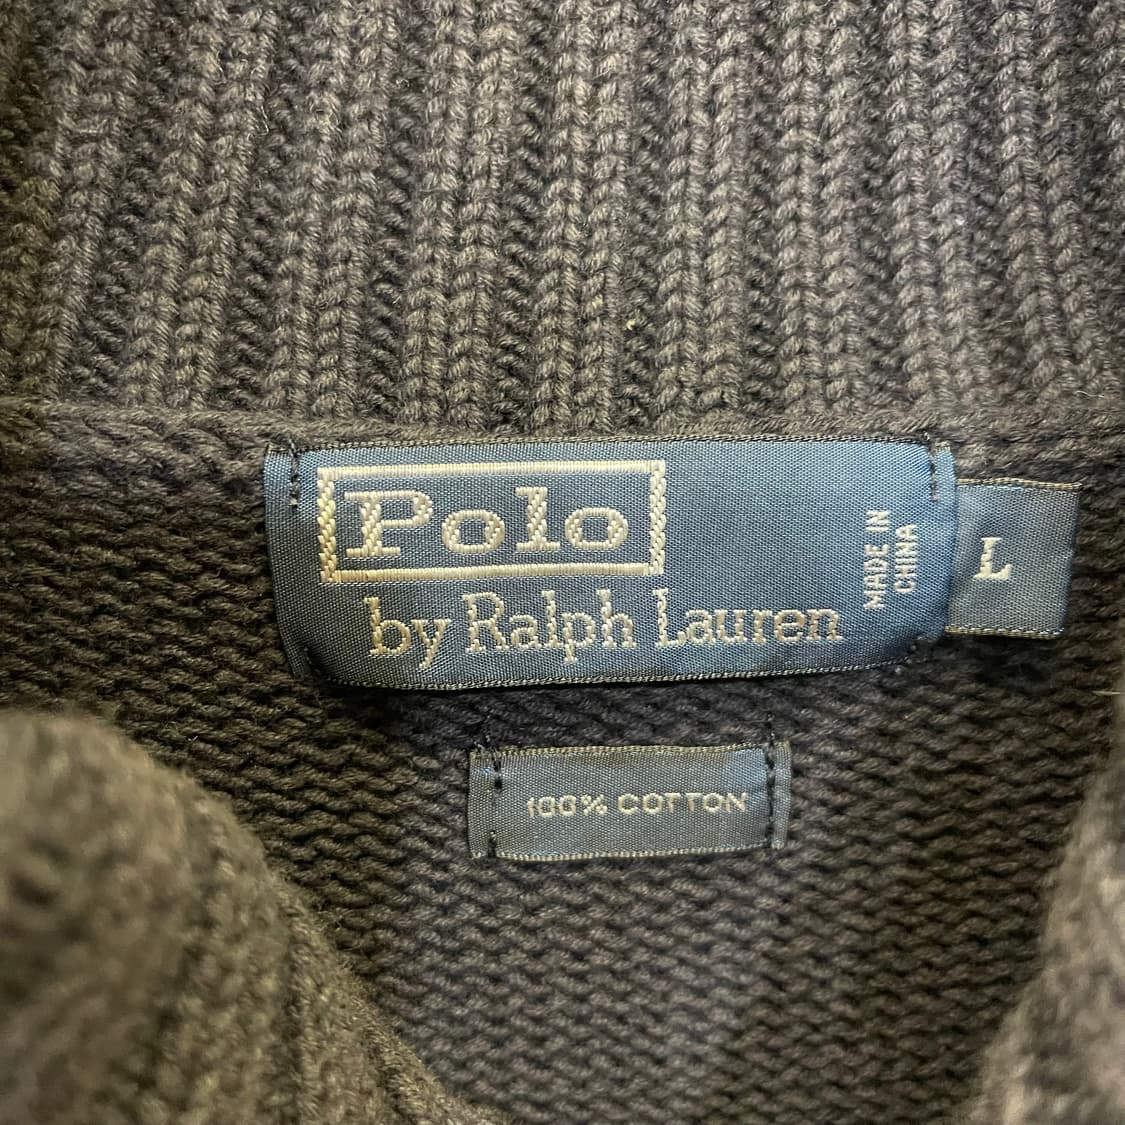 Polo
by Ralph Lauren
MADE IN
CHINA
L
100% COTTON